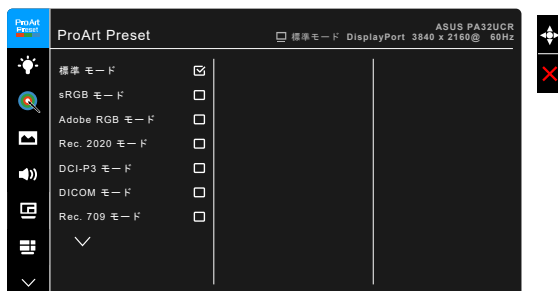 ProArt
Preset
ProArt Preset
ASUS PA32UCR
標準モード DisplayPort 3840 x 2160@ 60Hz
標準 モード
sRGB モード
Adobe RGB モード
Rec. 2020 モード
DCI-P3 モード
DICOM モード
Rec. 709 モード